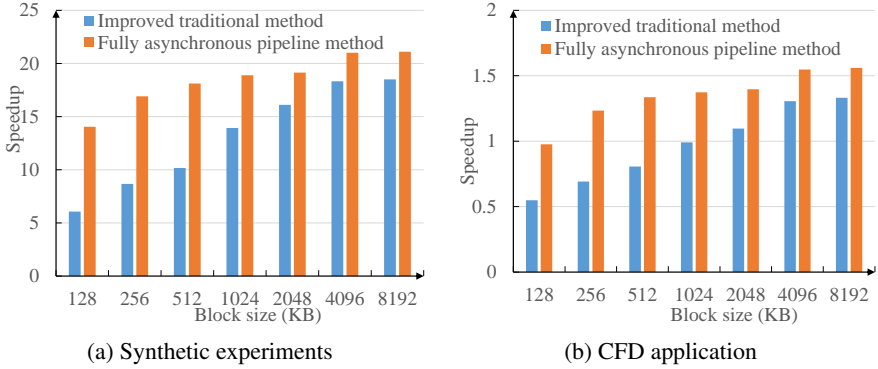 25
20
15
10
5
0
Speedup
Improved traditional method
Fully asynchronous pipeline method
128 256 512 1024 2048 4096 8192
Block size (KB)
(a) Synthetic experiments
2
1.5
1
0.5
0
Speedup
Improved traditional method
Fully asynchronous pipeline method
128 256 512 1024 2048 4096 8192
Block size (KB)
(b) CFD application